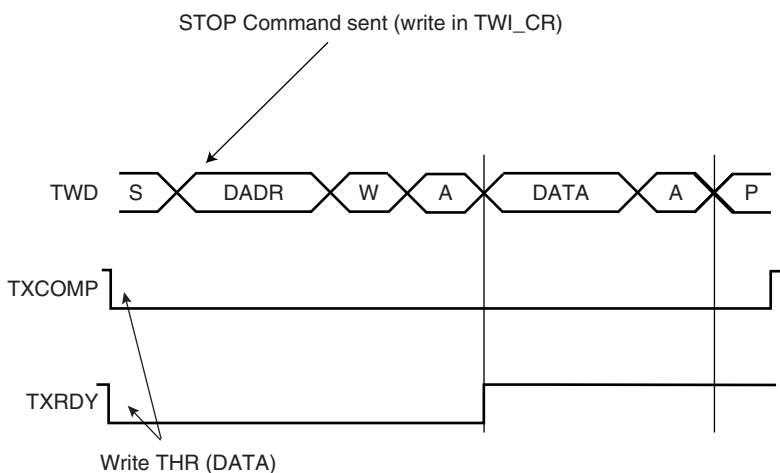 STOP Command sent (write in TWI_CR)
TWD S DADR W A DATA A P
TXCOMP
TXRDY
Write THR (DATA)